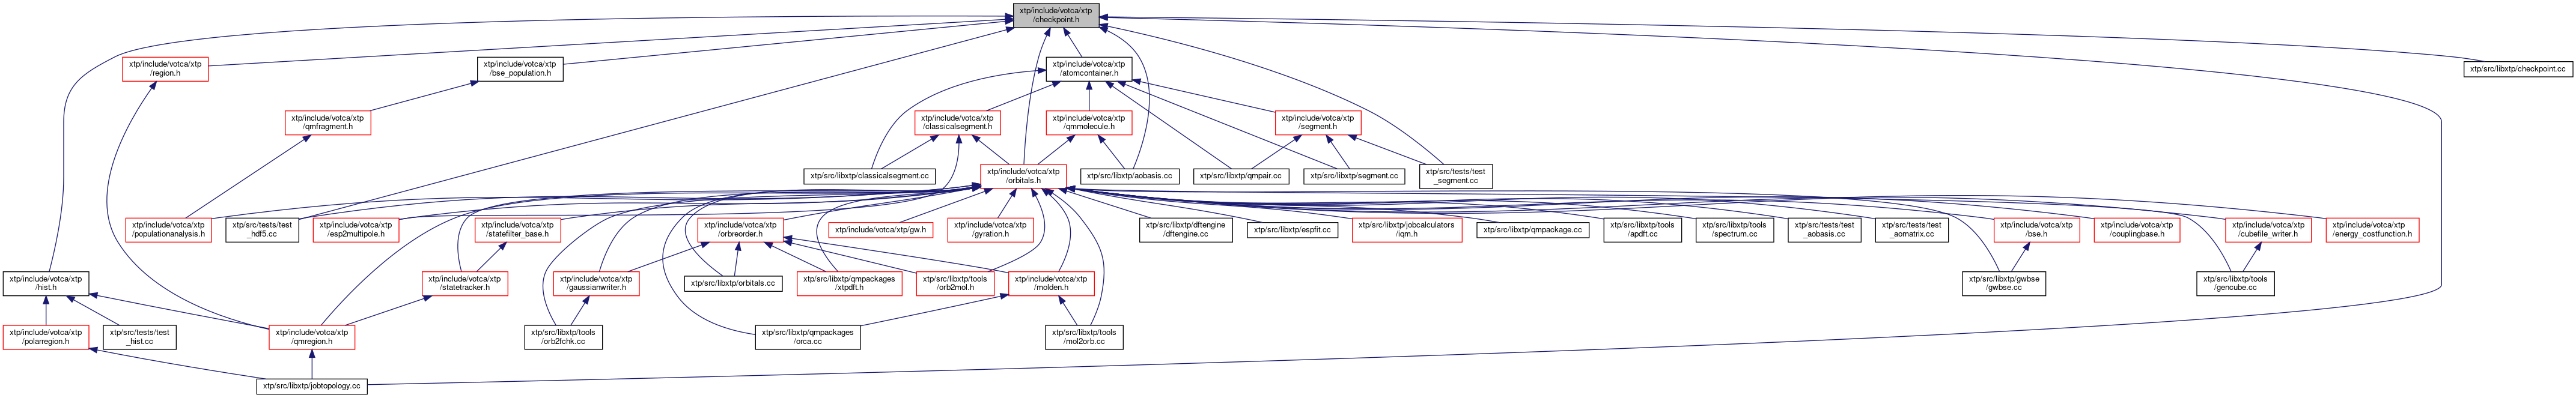 xtp/include/votca/xtp
/checkpoint.h
xtp/include/votca/xtp
/region.h
xtp/include/votca/xtp
/bse_population.h
xtp/include/votca/xtp
/atomcontainer.h
xtp/src/libxtp/checkpoint.cc
xtp/include/votca/xtp
/qmfragment.h
xtp/include/votca/xtp
/classicalsegment.h
xtp/include/votca/xtp
/qmmolecule.h
xtp/include/votca/xtp
/segment.h
xtp/src/libxtp/classicalsegment.cc
xtp/include/votca/xtp
/orbitals.h
xtp/src/libxtp/aobasis.cc
xtp/src/libxtp/qmpair.cc
xtp/src/libxtp/segment.cc
xtp/src/tests/test
_segment.cc
xtp/include/votca/xtp
/populationanalysis.h
xtp/src/tests/test
_hdf5.cc
xtp/include/votca/xtp
/esp2multipole.h
xtp/include/votca/xtp
/statefilter_base.h
xtp/include/votca/xtp
/orbreorder.h
xtp/include/votca/xtp/gw.h
xtp/include/votca/xtp
/gyration.h
xtp/src/libxtp/dftengine
/dftengine.cc
xtp/src/libxtp/espfit.cc
xtp/src/libxtp/jobcalculators
/iqm.h
xtp/src/libxtp/qmpackage.cc
xtp/src/libxtp/tools
/apdft.cc
xtp/src/libxtp/tools
/spectrum.cc
xtp/src/tests/test
_aobasis.cc
xtp/src/tests/test
_aomatrix.cc
xtp/include/votca/xtp
/bse.h
xtp/include/votca/xtp
/couplingbase.h
xtp/include/votca/xtp
/cubefile_writer.h
xtp/include/votca/xtp
/energy_costfunction.h
xtp/include/votca/xtp
/hist.h
xtp/include/votca/xtp
/statetracker.h
xtp/include/votca/xtp
/gaussianwriter.h
xtp/src/libxtp/orbitals.cc
xtp/src/libxtp/qmpackages
/xtpdft.h
xtp/src/libxtp/tools
/orb2mol.h
xtp/include/votca/xtp
/molden.h
xtp/src/libxtp/gwbse
/gwbse.cc
xtp/src/libxtp/tools
/gencube.cc
xtp/include/votca/xtp
/polarregion.h
xtp/src/tests/test
_hist.cc
xtp/include/votca/xtp
/qmregion.h
xtp/src/libxtp/tools
/orb2fchk.cc
xtp/src/libxtp/qmpackages
/orca.cc
xtp/src/libxtp/tools
/mol2orb.cc
xtp/src/libxtp/jobtopology.cc